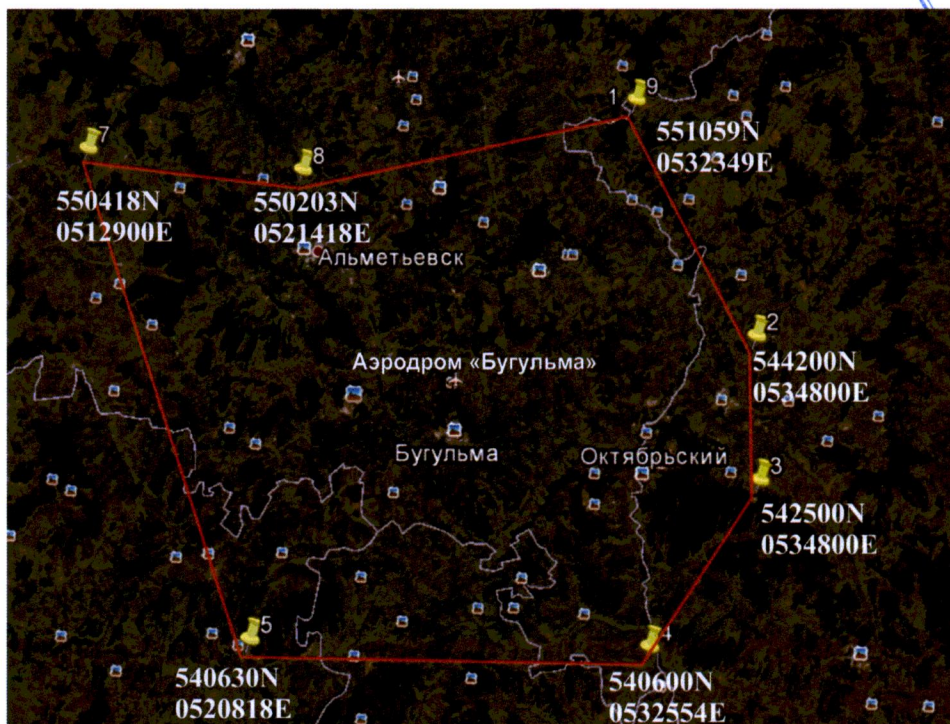 1
9
551059N
0532349E
7
8
550418N
0512900E
550203N
0521418E
Альметьевск
2
Аэродром «Бугульма»
544200N
0534800E
Бугульма
Октябрьский
3
542500N
0534800E
5
4
540630N
0520818E
540600N
0532554E